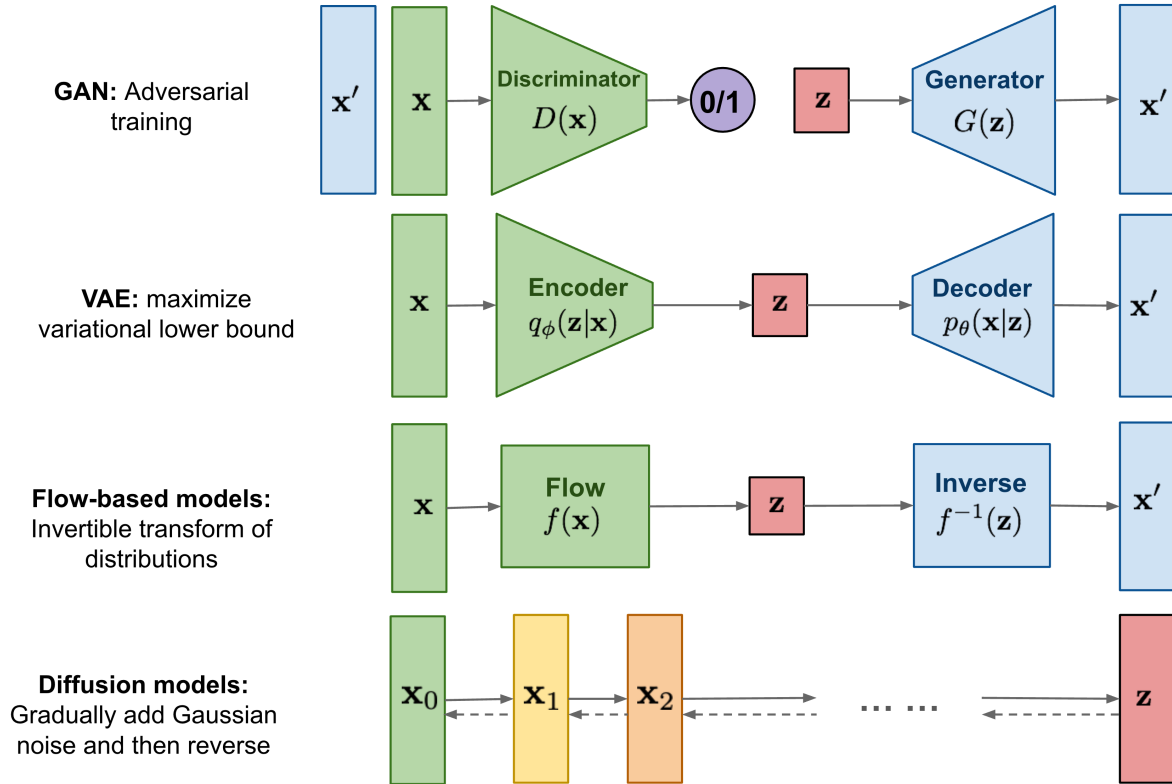 GAN: Adversarial
training
x′
x
Discriminator
D(x)
0/1
z
Generator
G(z)
x′
VAE: maximize
variational lower bound
x
Encoder
qϕ(z|x)
z
Decoder
pθ(x|z)
x′
Flow-based models:
Invertible transform of
distributions
x
Flow
f(x)
z
Inverse
f⁻¹(z)
x′
Diffusion models:
Gradually add Gaussian
noise and then reverse
x₀
x₁
x₂
... ...
z